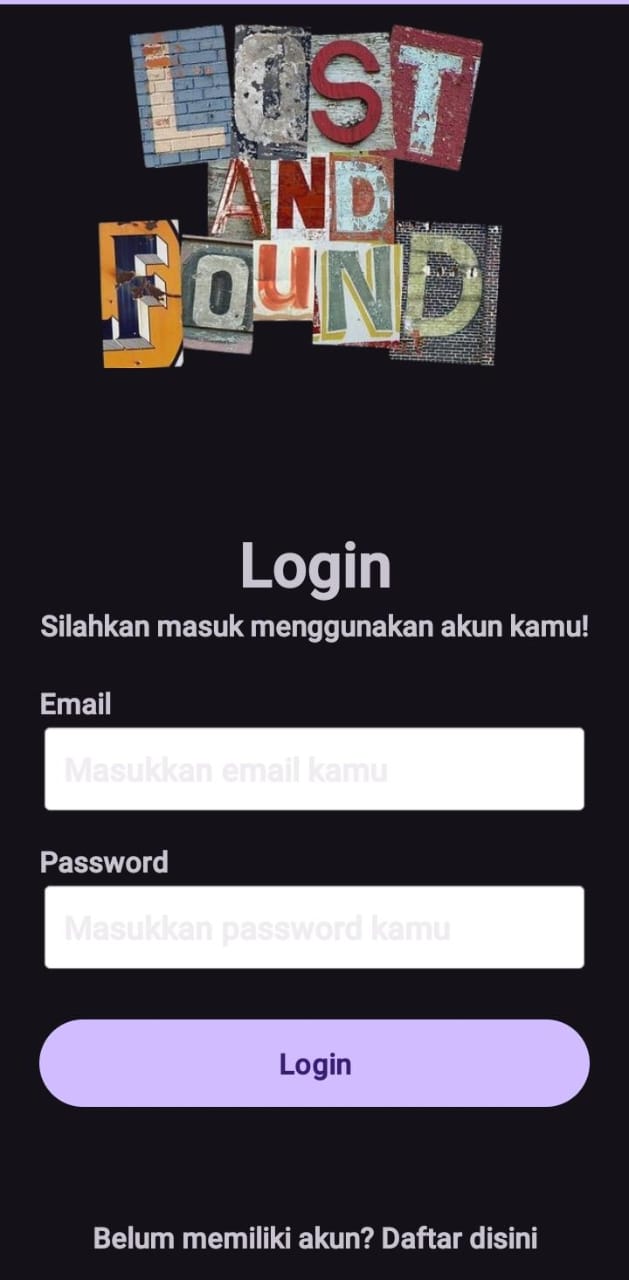 LOST
AND
FOUND
Login
Silahkan masuk menggunakan akun kamu!
Email
Masukkan email kamu
Password
Masukkan password kamu
Login
Belum memiliki akun? Daftar disini